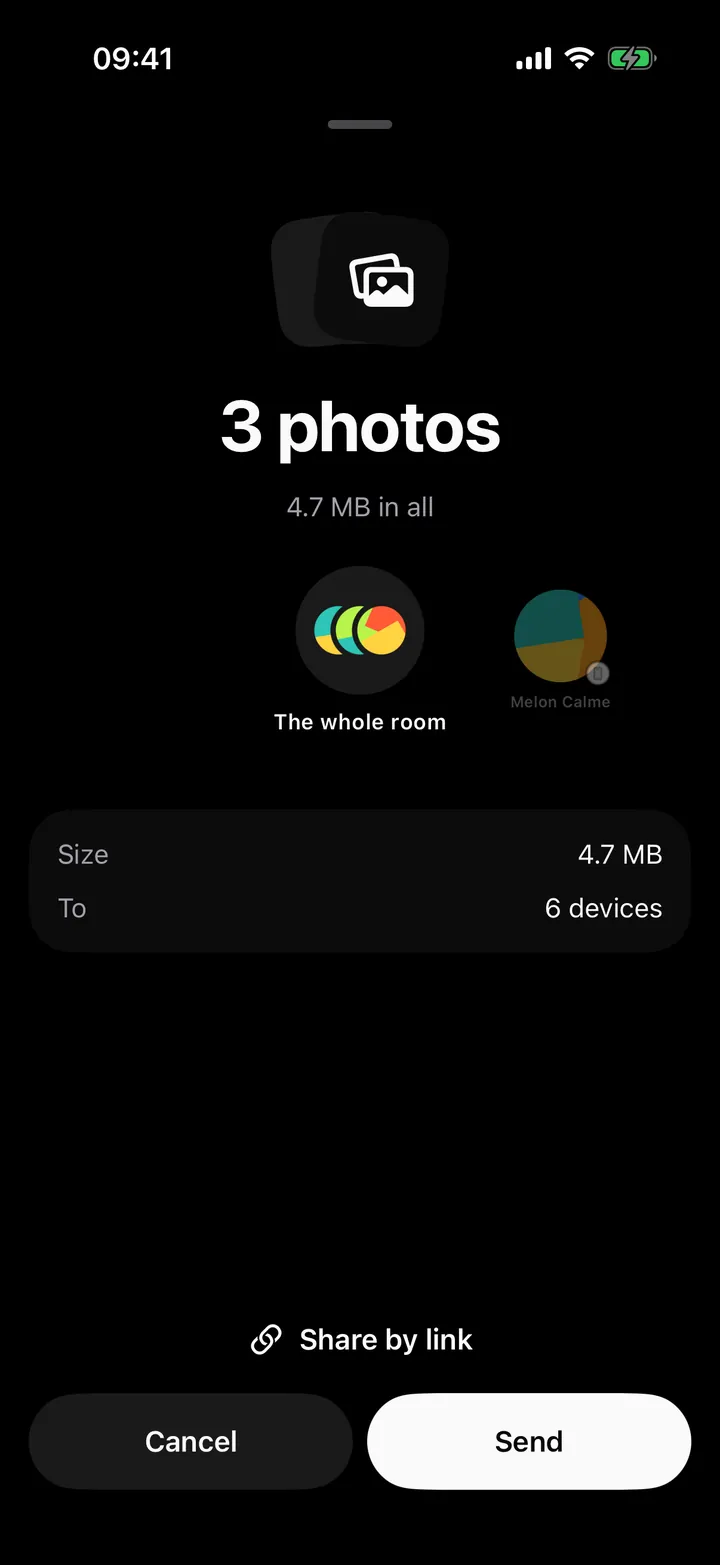 09:41
3 photos
4.7 MB in all
The whole room
Melon Calme
Size 4.7 MB
To 6 devices
Share by link
Cancel Send